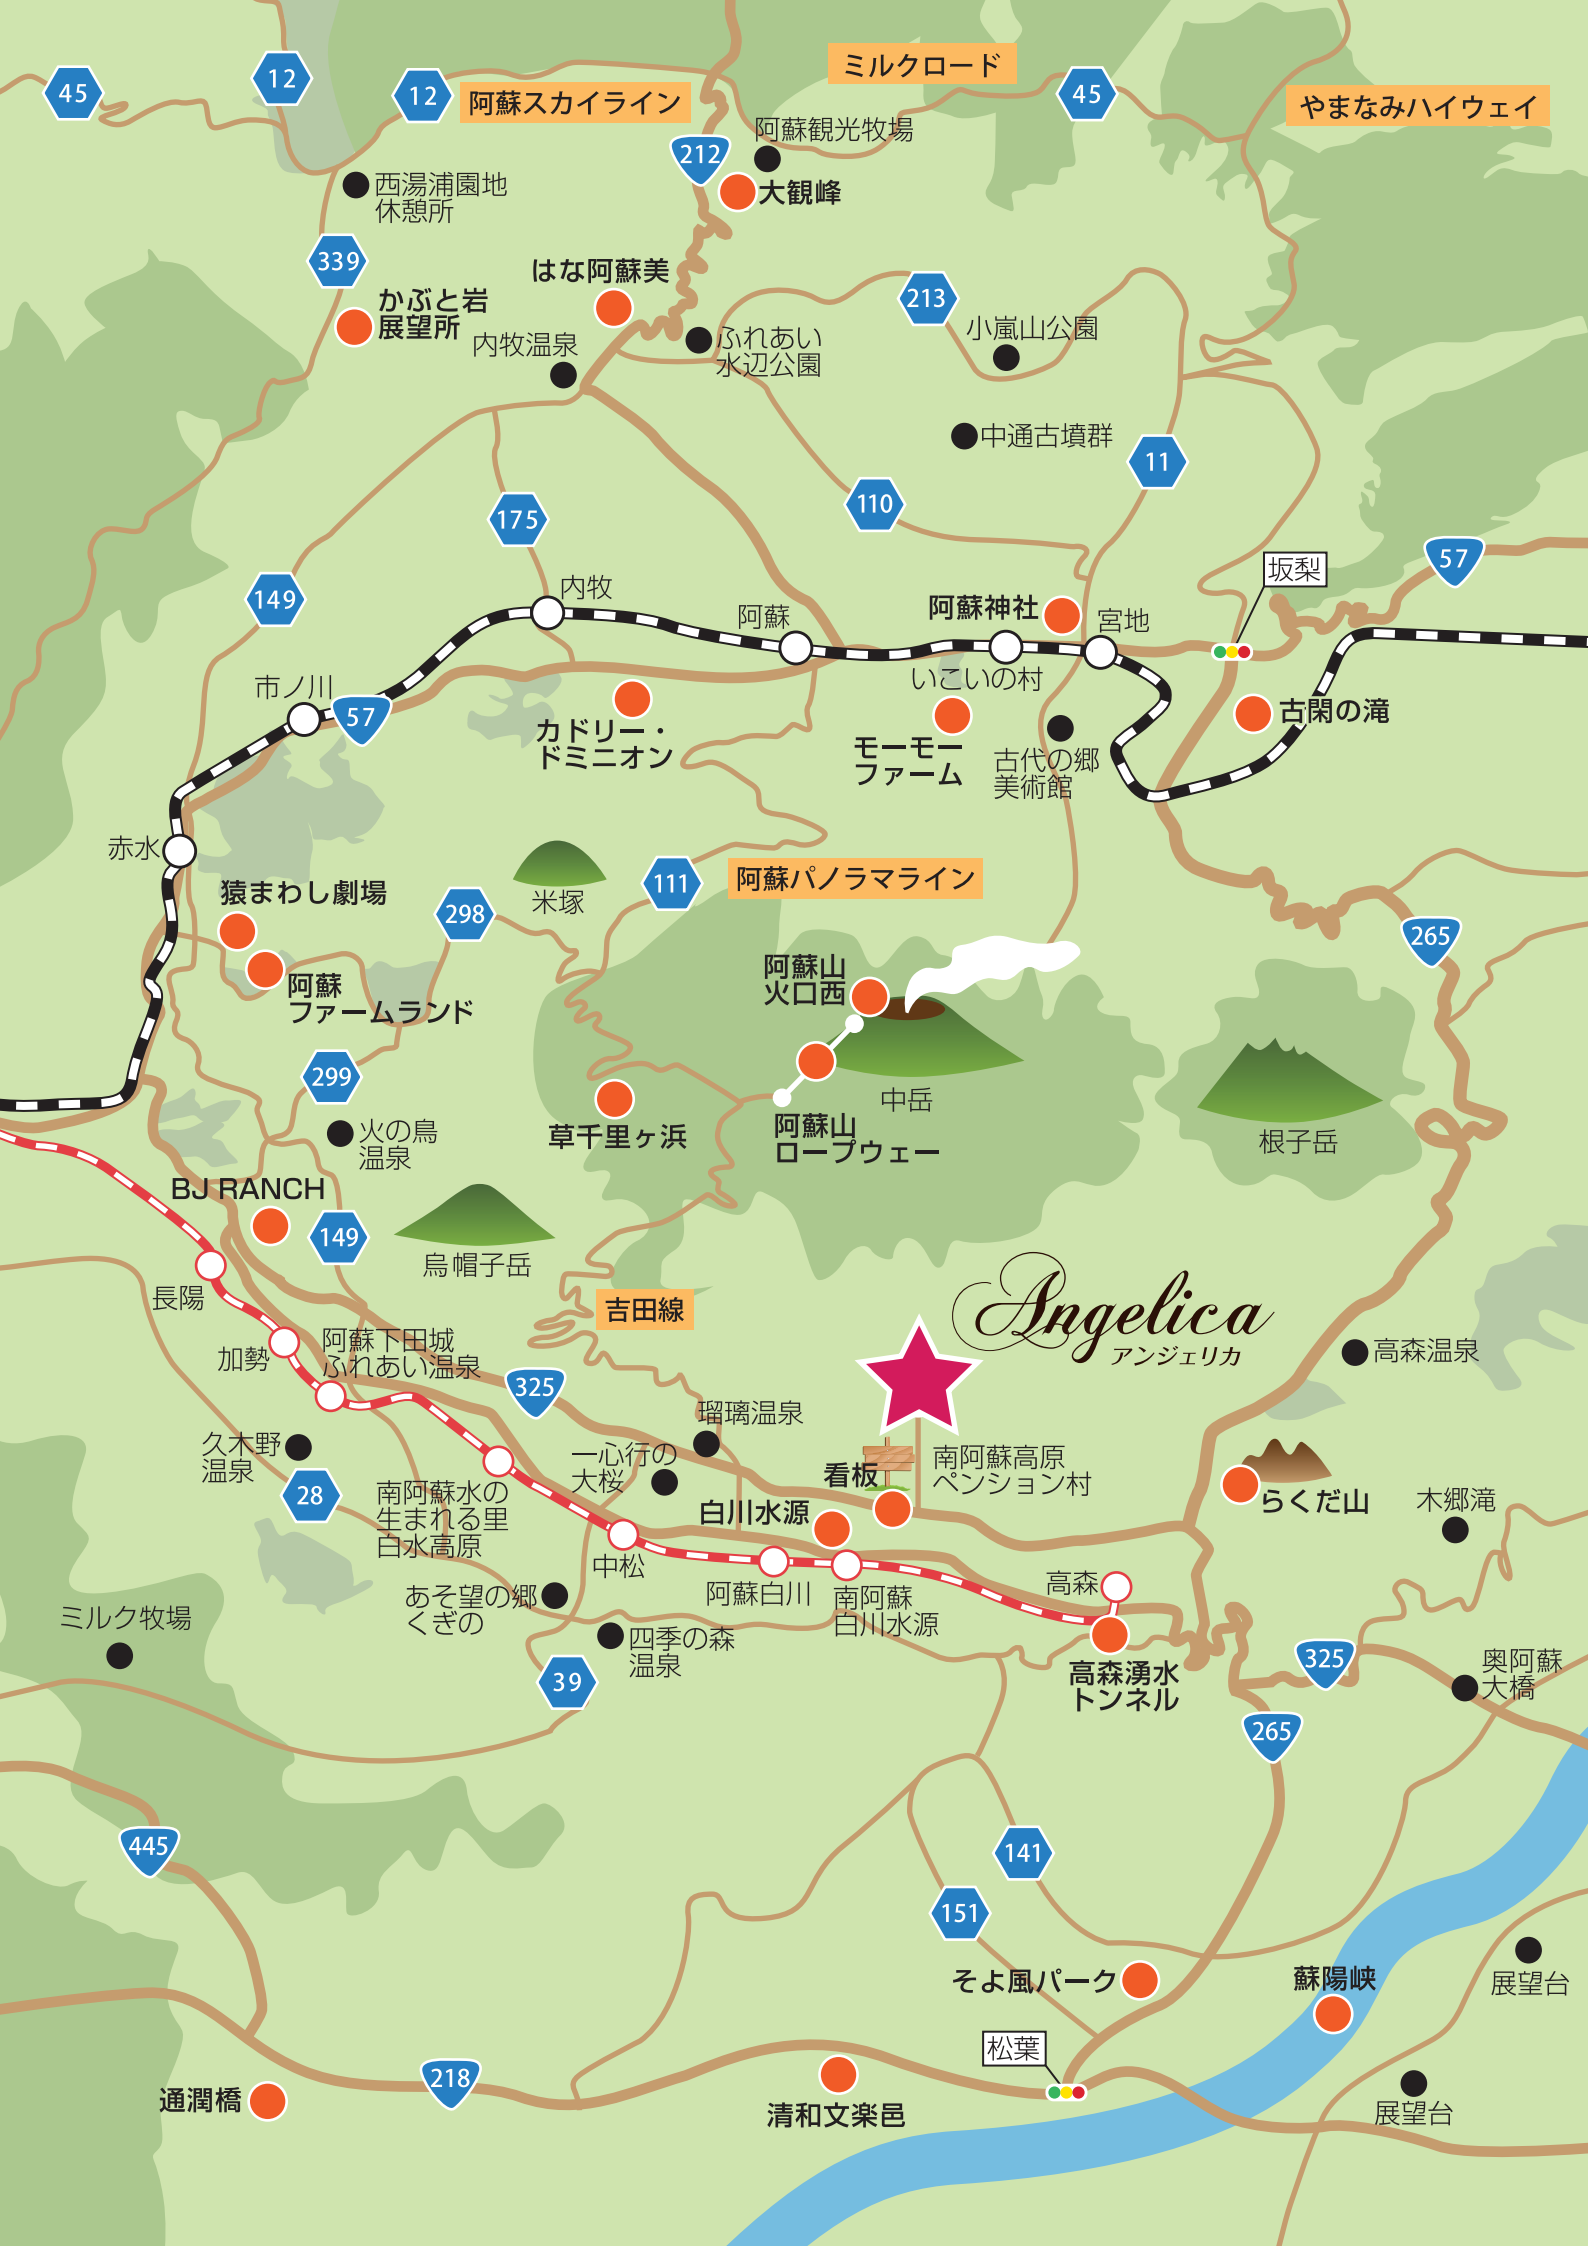 ミルクロード
45
12
12
阿蘇スカイライン
45
やまなみハイウェイ
阿蘇観光牧場
212
大観峰
西湯浦園地
休憩所
339
はな阿蘇美
かぶと岩
展望所
213
小嵐山公園
ふれあい
水辺公園
内牧温泉
中通古墳群
11
110
175
57
坂梨
149
内牧
阿蘇
阿蘇神社
宮地
いこいの村
市ノ川
57
カドリー・
ドミニオン
古閑の滝
モーモー
ファーム
古代の郷
美術館
赤水
猿まわし劇場
298
米塚
111
阿蘇パノラマライン
265
阿蘇
ファームランド
阿蘇山
火口西
299
中岳
根子岳
火の鳥
温泉
草千里ヶ浜
阿蘇山
ロープウェー
BJ RANCH
149
烏帽子岳
長陽
吉田線
Angelica
アンジェリカ
加勢
阿蘇下田城
ふれあい温泉
高森温泉
325
瑠璃温泉
久木野
温泉
一心行の
大桜
看板
南阿蘇高原
ペンション村
28
南阿蘇水の
生まれる里
白水高原
白川水源
らくだ山
木郷滝
中松
阿蘇白川
南阿蘇
白川水源
高森
あそ望の郷
くぎの
ミルク牧場
四季の森
温泉
39
高森湧水
トンネル
325
奥阿蘇
大橋
265
445
141
151
そよ風パーク
蘇陽峡
展望台
松葉
218
通潤橋
清和文楽邑
展望台